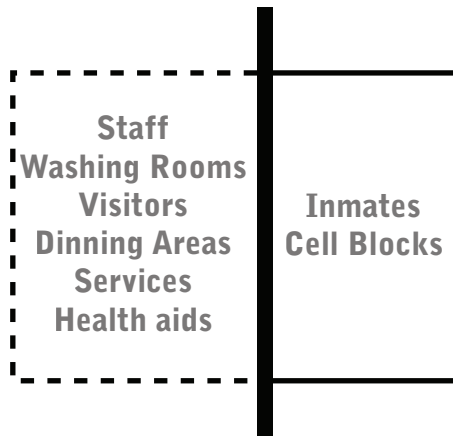 Staff
Washing Rooms
Visitors
Dinning Areas
Services
Health aids
Inmates
Cell Blocks